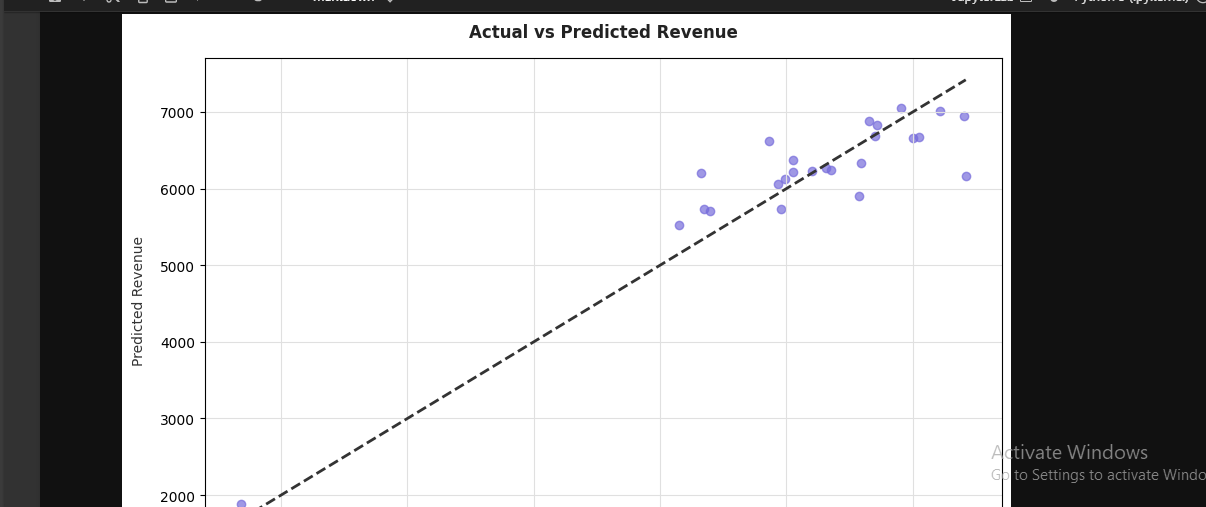 Actual vs Predicted Revenue
7000
6000
5000
4000
3000
2000
Predicted Revenue
Activate Windows
Go to Settings to activate Windo